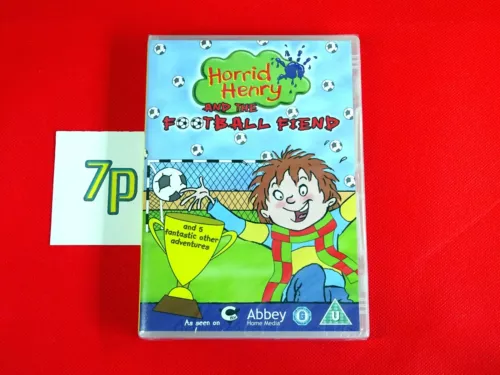 Horrid
Henry
AND THE
FOOTBALL FIEND
7p
and 5
fantastic other
adventures
As seen on
Abbey
Home Media
U